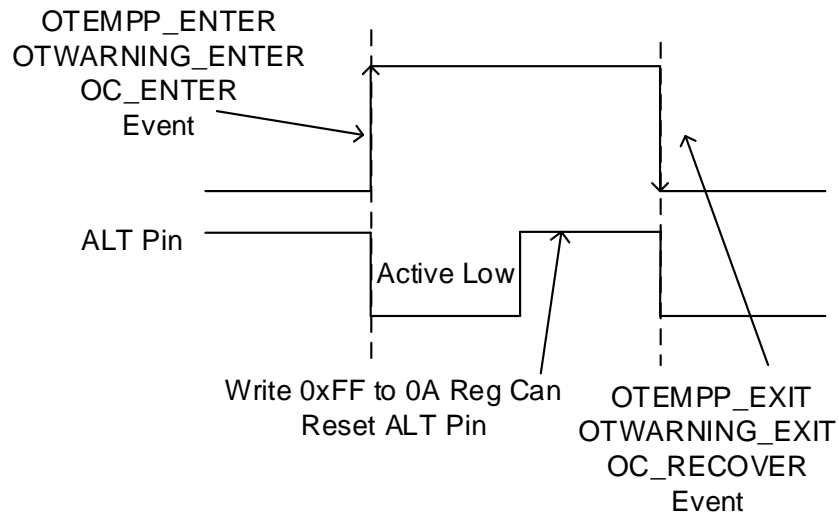 OTEMPP_ENTER
OTWARNING_ENTER
OC_ENTER
Event
ALT Pin
Active Low
Write 0xFF to 0A Reg Can
Reset ALT Pin
OTEMPP_EXIT
OTWARNING_EXIT
OC_RECOVER
Event